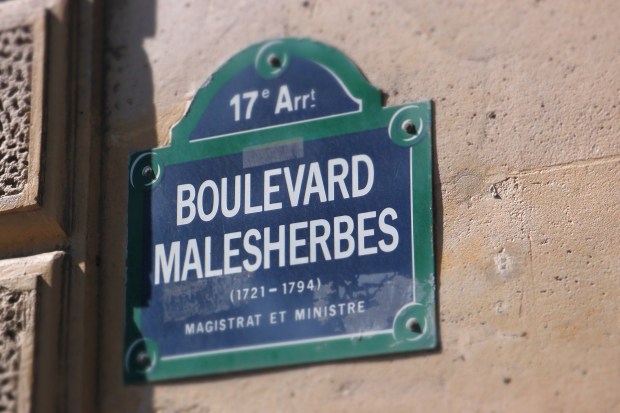 17e Arrt.
BOULEVARD
MALESHERBES
(1721-1794)
MAGISTRAT ET MINISTRE